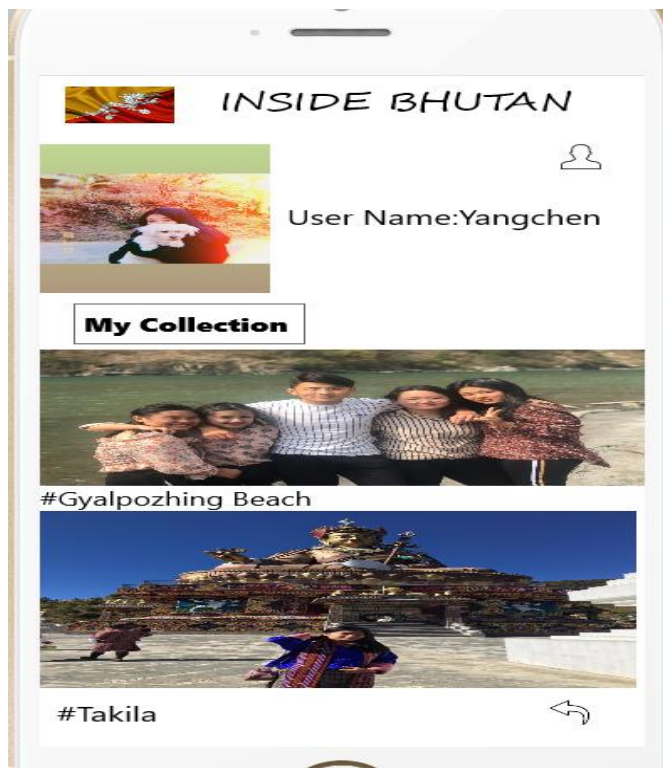 INSIDE BHUTAN
User Name:Yangchen
My Collection
#Gyalpozhing Beach
#Takila